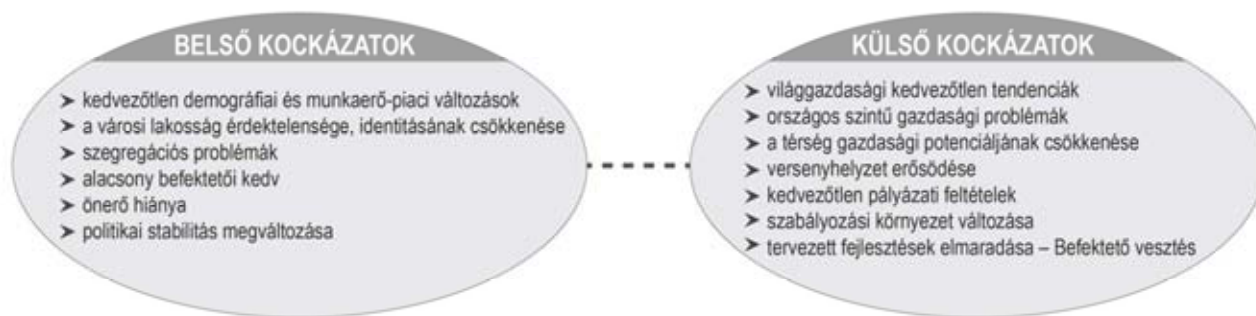 BELSŐ KOCKÁZATOK
➤ kedvezőtlen demográfiai és munkaerő-piaci változások
➤ a városi lakosság érdektelensége, identitásának csökkenése
➤ szegregációs problémák
➤ alacsony befektetői kedv
➤ önerő hiánya
➤ politikai stabilitás megváltozása
KÜLSŐ KOCKÁZATOK
➤ világgazdasági kedvezőtlen tendenciák
➤ országos szintű gazdasági problémák
➤ a térség gazdasági potenciáljának csökkenése
➤ versenyhelyzet erősödése
➤ kedvezőtlen pályázati feltételek
➤ szabályozási környezet változása
➤ tervezett fejlesztések elmaradása – Befektető vesztés